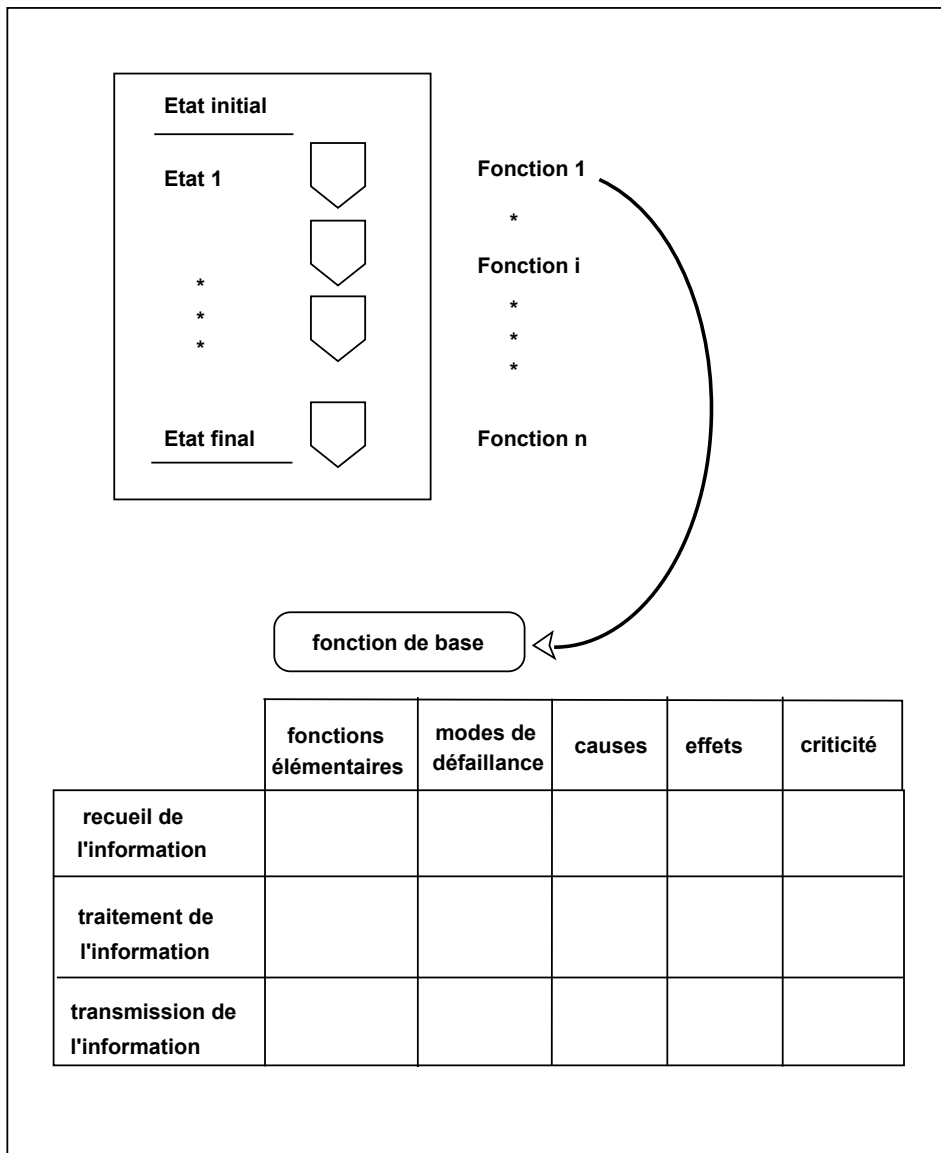 Etat initial
Etat 1
*
*
*
Etat final
Fonction 1
*
Fonction i
*
*
*
Fonction n
fonction de base
fonctions
élémentaires
modes de
défaillance
causes
effets
criticité
recueil de
l'information
traitement de
l'information
transmission de
l'information